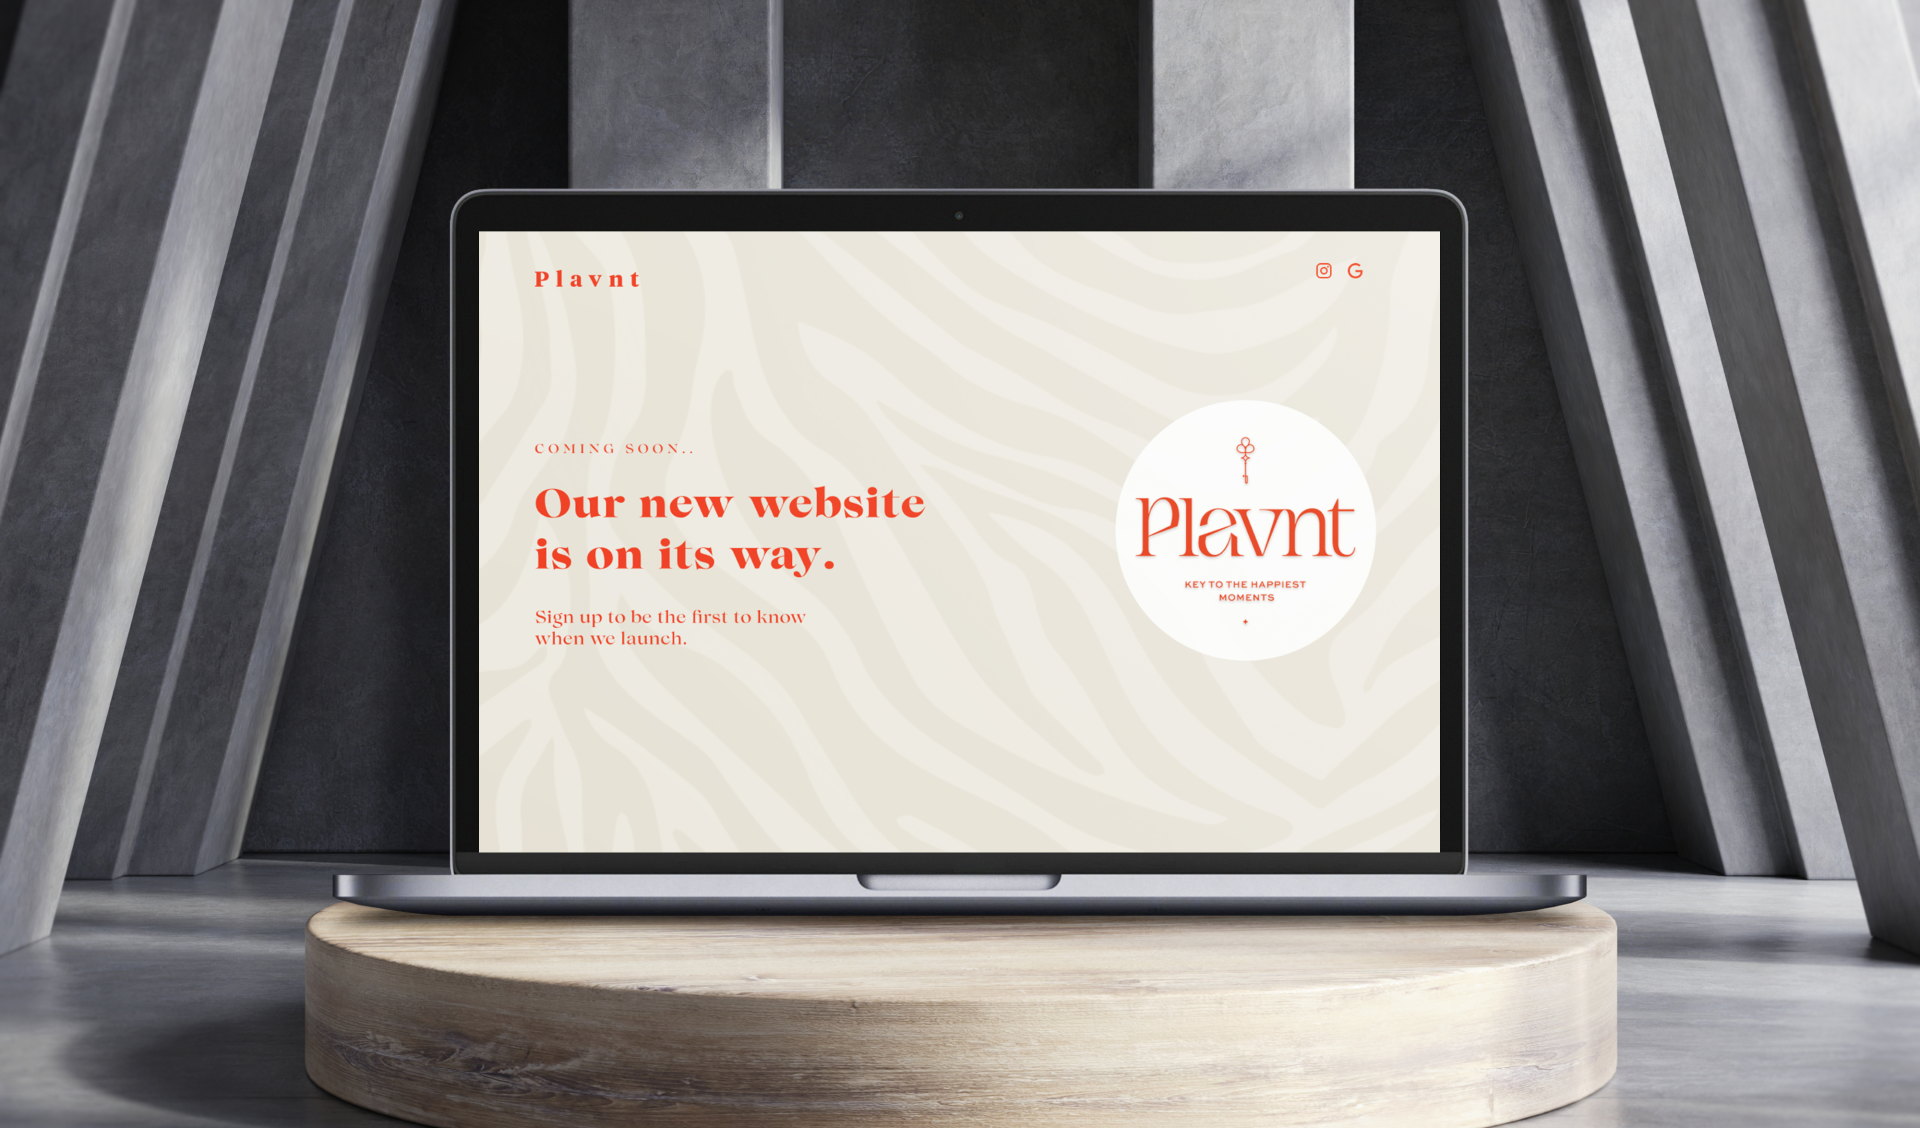 Plavnt
COMING SOON..
Our new website
is on its way.
Sign up to be the first to know
when we launch.
Plavnt
KEY TO THE HAPPIEST
MOMENTS